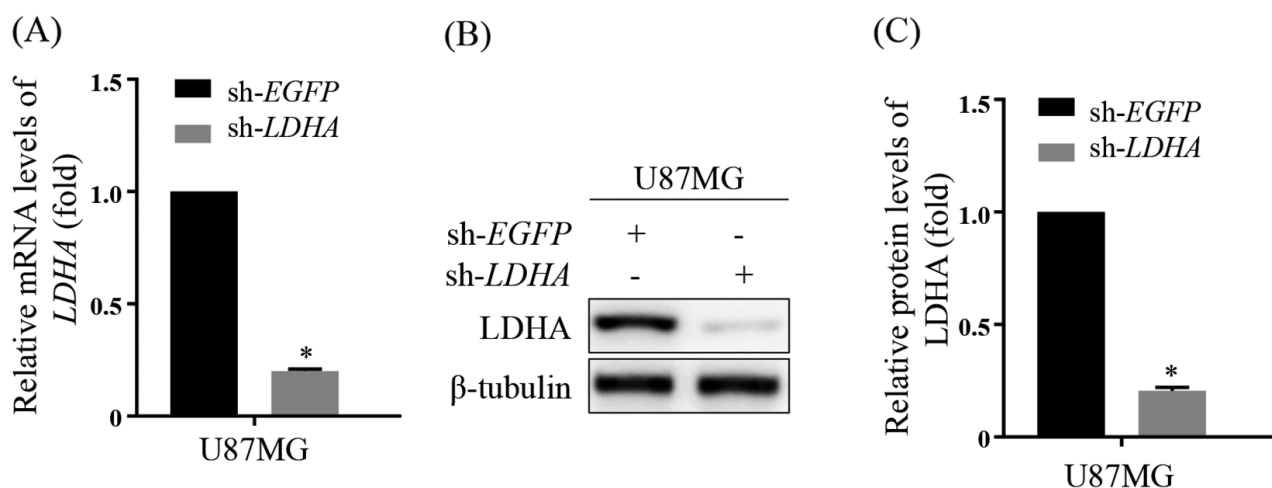 (A)
Relative mRNA levels of
LDHA (fold)
1.5
1.0
0.5
0
sh-EGFP
sh-LDHA
*
U87MG
(B)
U87MG
sh-EGFP + -
sh-LDHA - +
LDHA
β-tubulin
(C)
Relative protein levels of
LDHA (fold)
1.5
1.0
0.5
0
sh-EGFP
sh-LDHA
*
U87MG